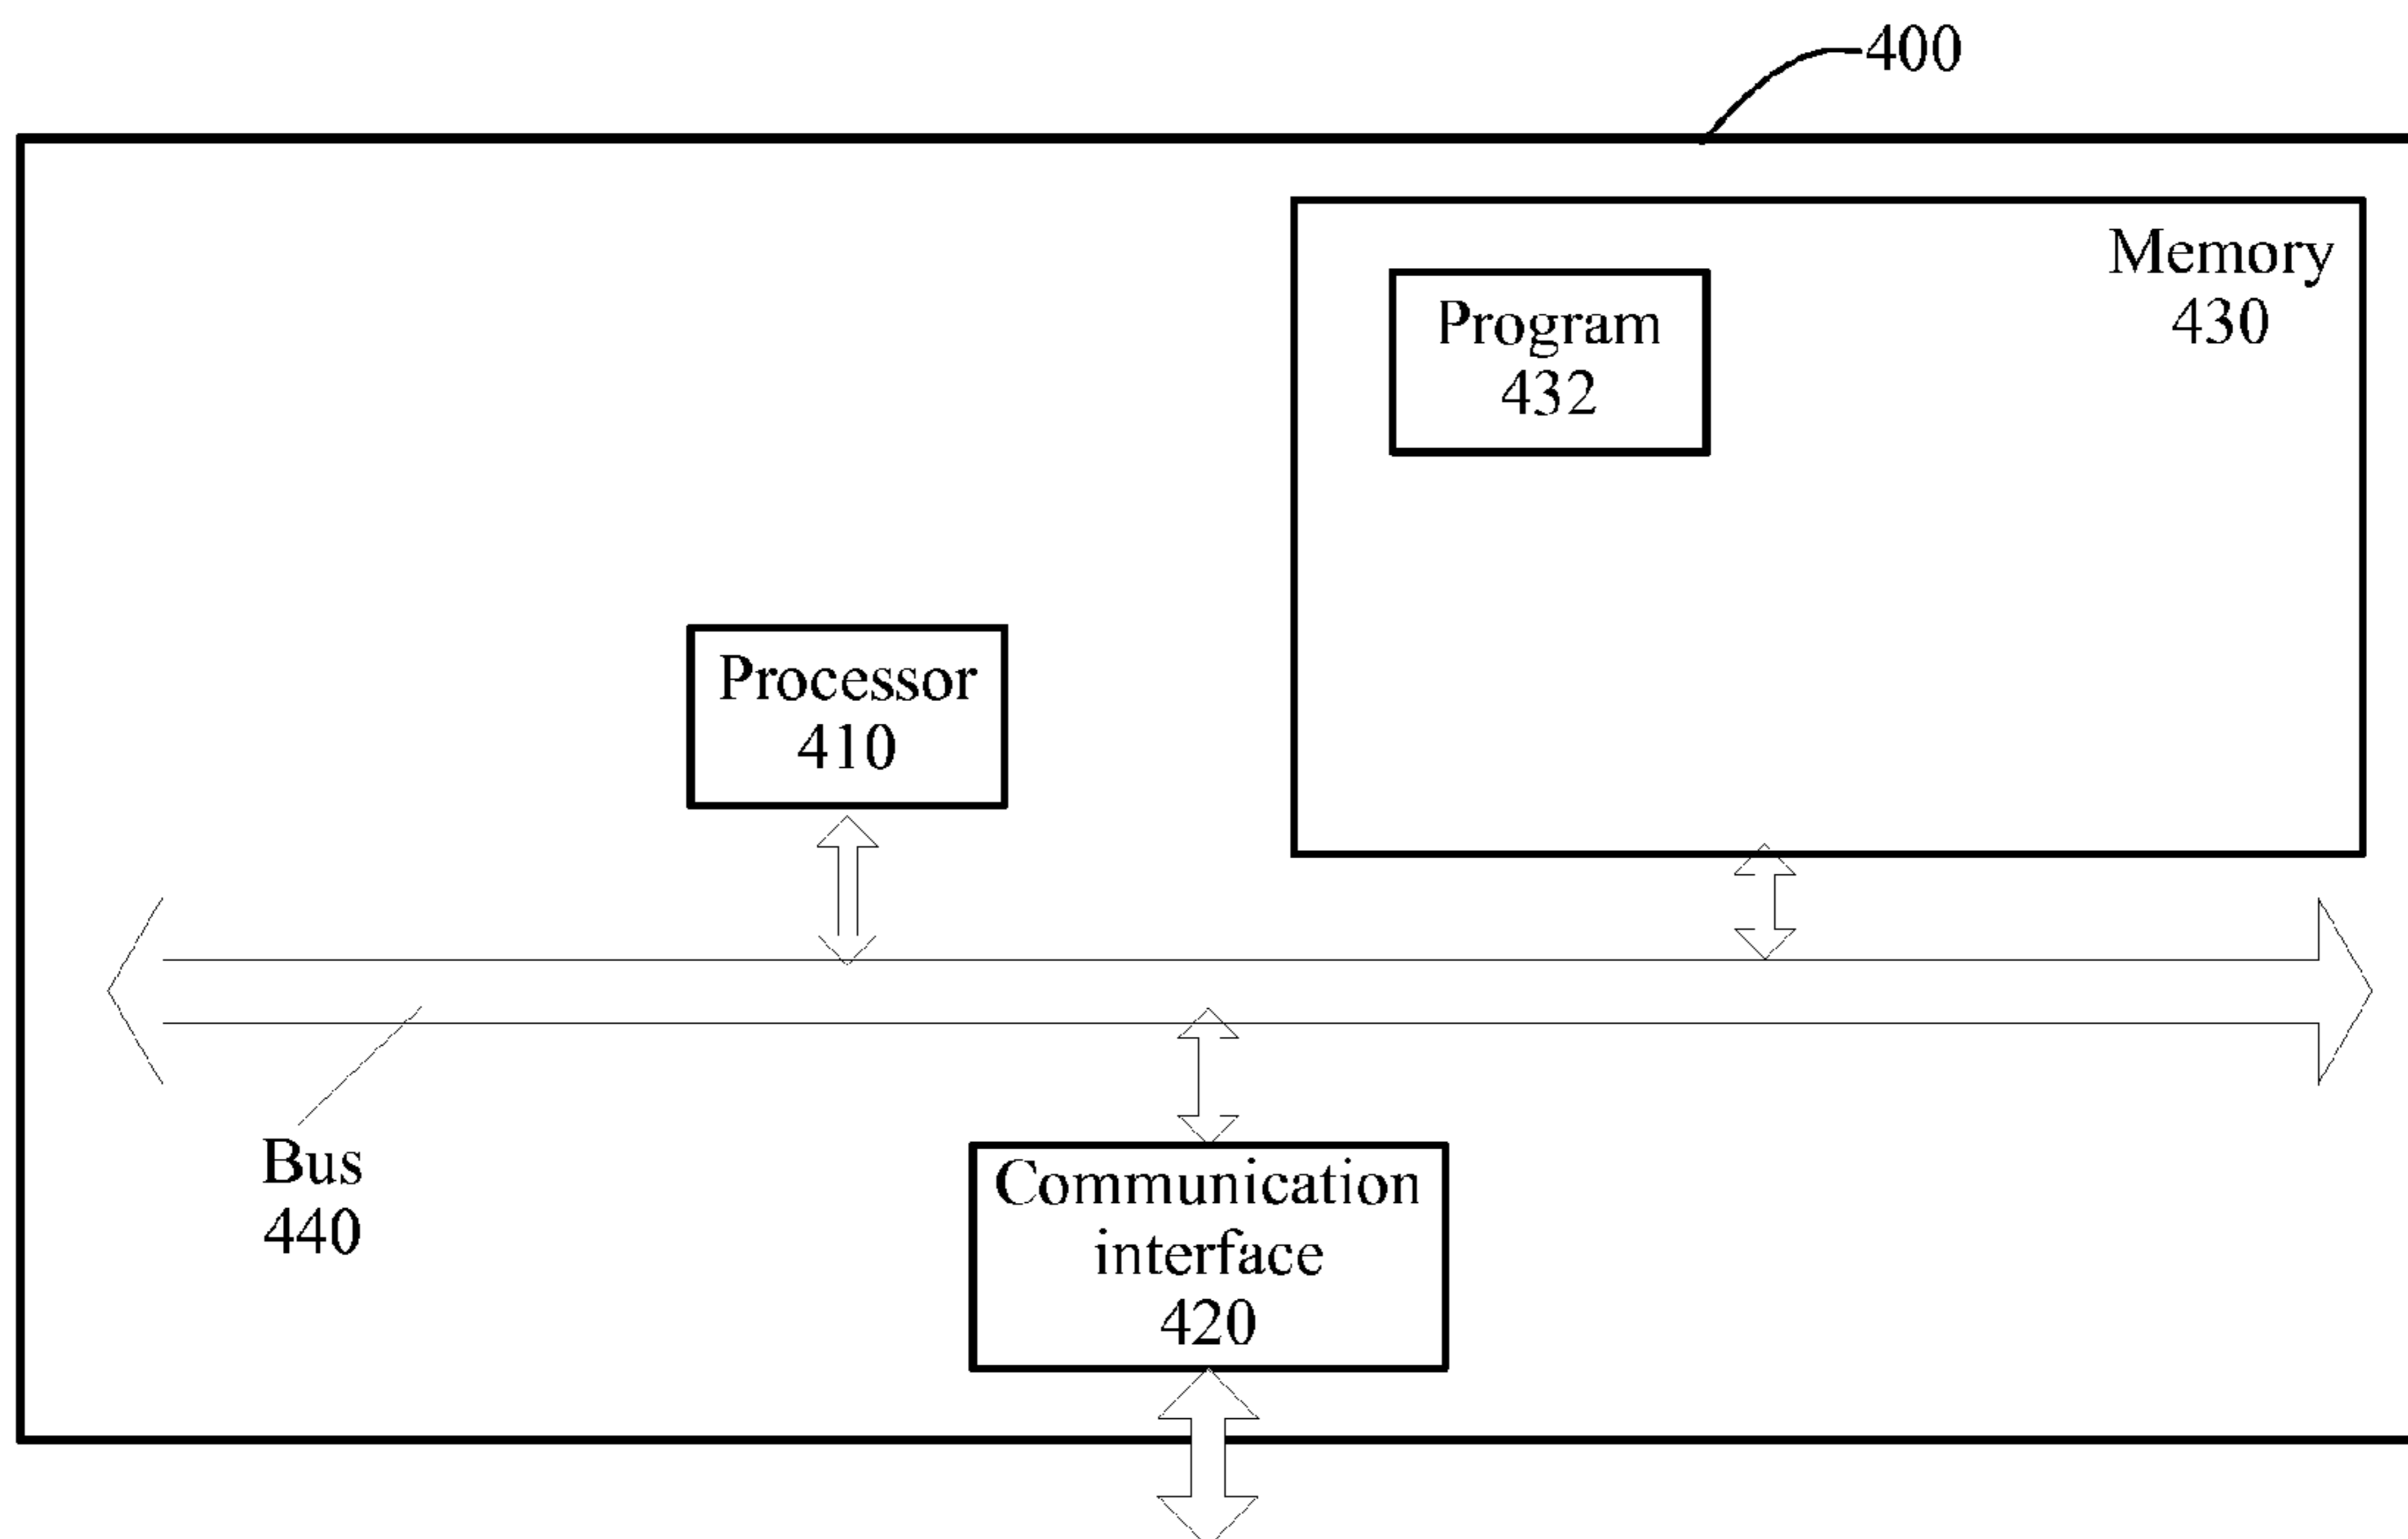 400
Memory
430
Program
432
Processor
410
Bus
440
Communication
interface
420